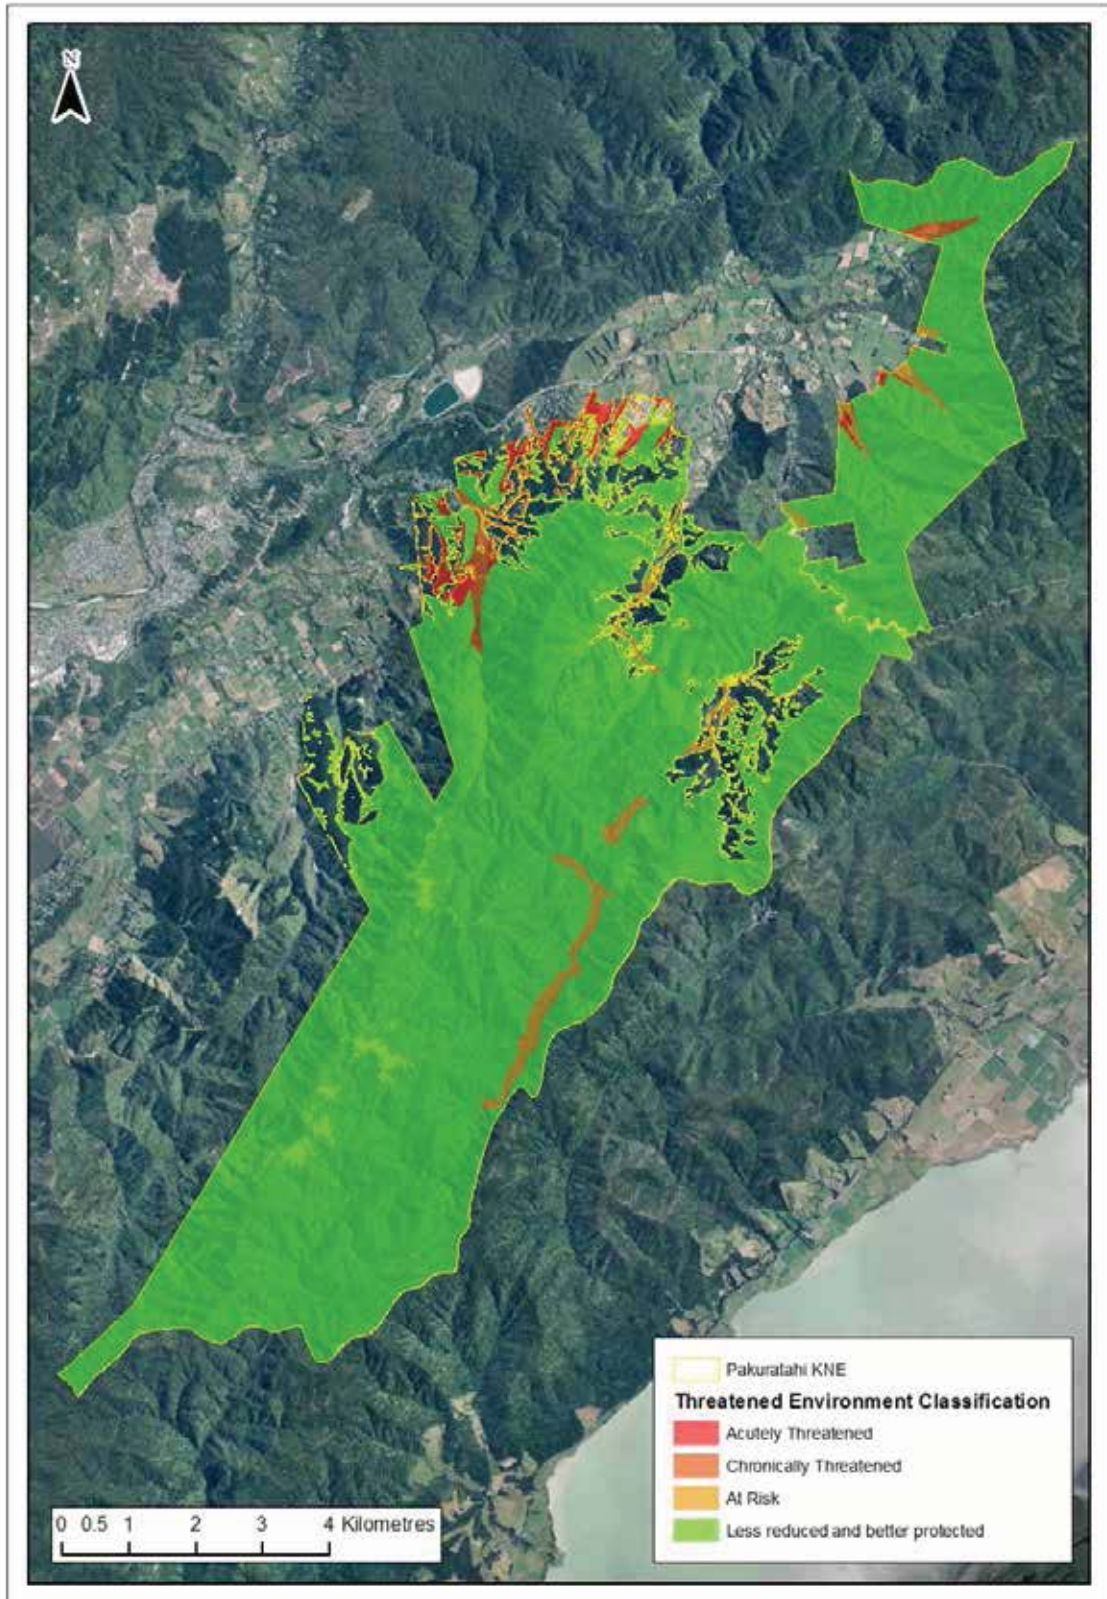 N
Pakuratahi KNE
Threatened Environment Classification
Acutely Threatened
Chronically Threatened
At Risk
Less reduced and better protected
0 0.5 1 2 3 4 Kilometres